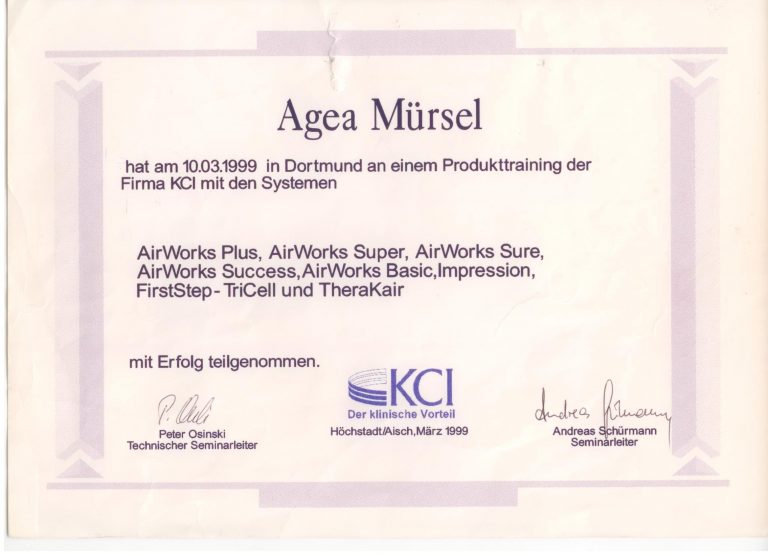 Agea Mürsel
hat am 10.03.1999 in Dortmund an einem Produkttraining der
Firma KCI mit den Systemen
AirWorks Plus, AirWorks Super, AirWorks Sure,
AirWorks Success,AirWorks Basic,Impression,
FirstStep-TriCell und TheraKair
mit Erfolg teilgenommen.
KCI
Der klinische Vorteil
Höchstadt/Aisch,März 1999
Peter Osinski
Technischer Seminarleiter
Andreas Schürmann
Seminarleiter